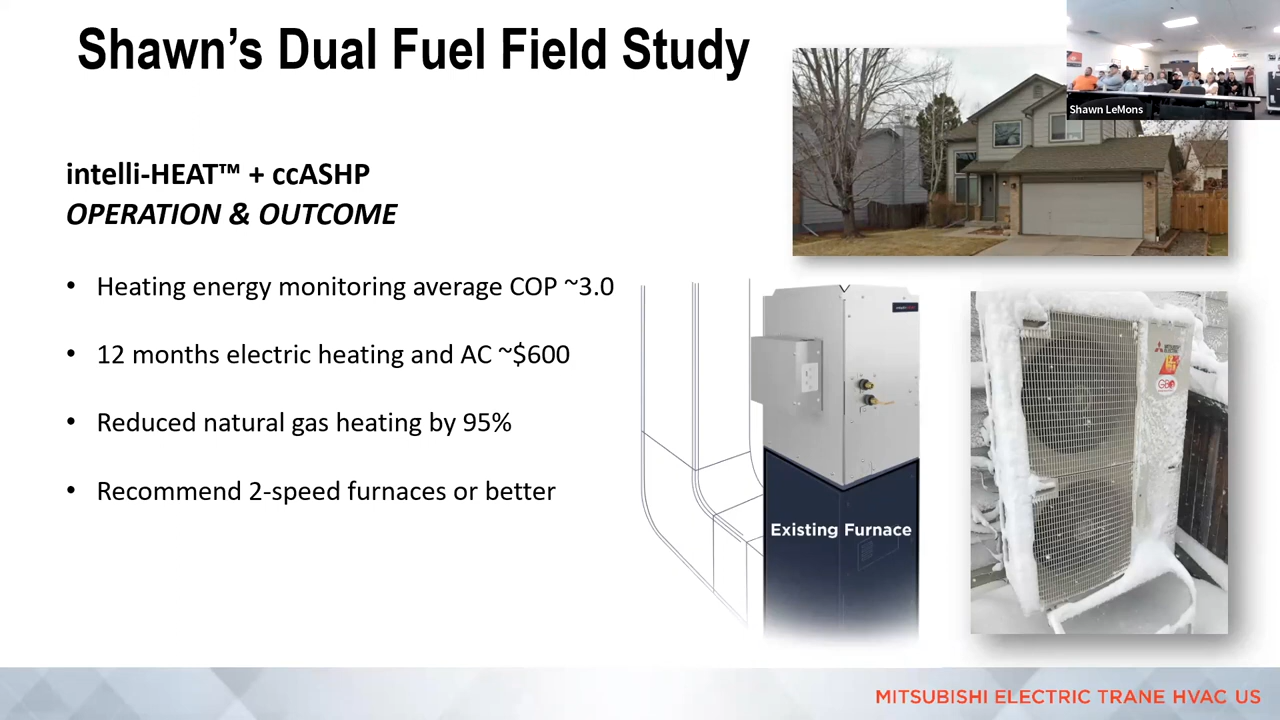 Shawn's Dual Fuel Field Study
Shawn LeMons
intelli-HEAT™ + ccASHP
OPERATION & OUTCOME
• Heating energy monitoring average COP ~3.0
• 12 months electric heating and AC ~$600
• Reduced natural gas heating by 95%
• Recommend 2-speed furnaces or better
Existing Furnace
MITSUBISHI ELECTRIC TRANE HVAC US